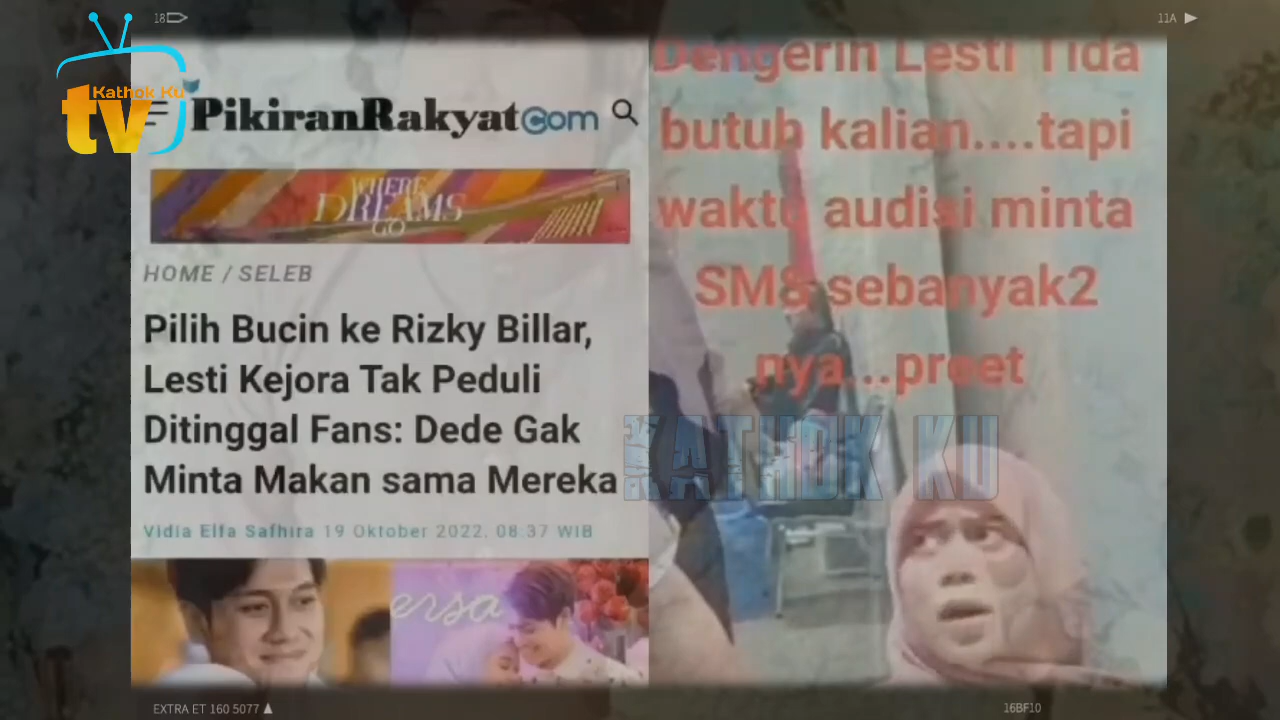 18
11A
Kathok Ku
tv
PikiranRakyat.com
WHERE
DREAMS
GO
HOME / SELEB
Pilih Bucin ke Rizky Billar,
Lesti Kejora Tak Peduli
Ditinggal Fans: Dede Gak
Minta Makan sama Mereka
Vidia Elfa Safhira 19 Oktober 2022, 08:37 WIB
ersa
Dengerin Lesti Tida
butuh kalian....tapi
waktu audisi minta
SMS sebanyak2
nya...preet
KATHOK KU
EXTRA ET 160 5077
16BF10